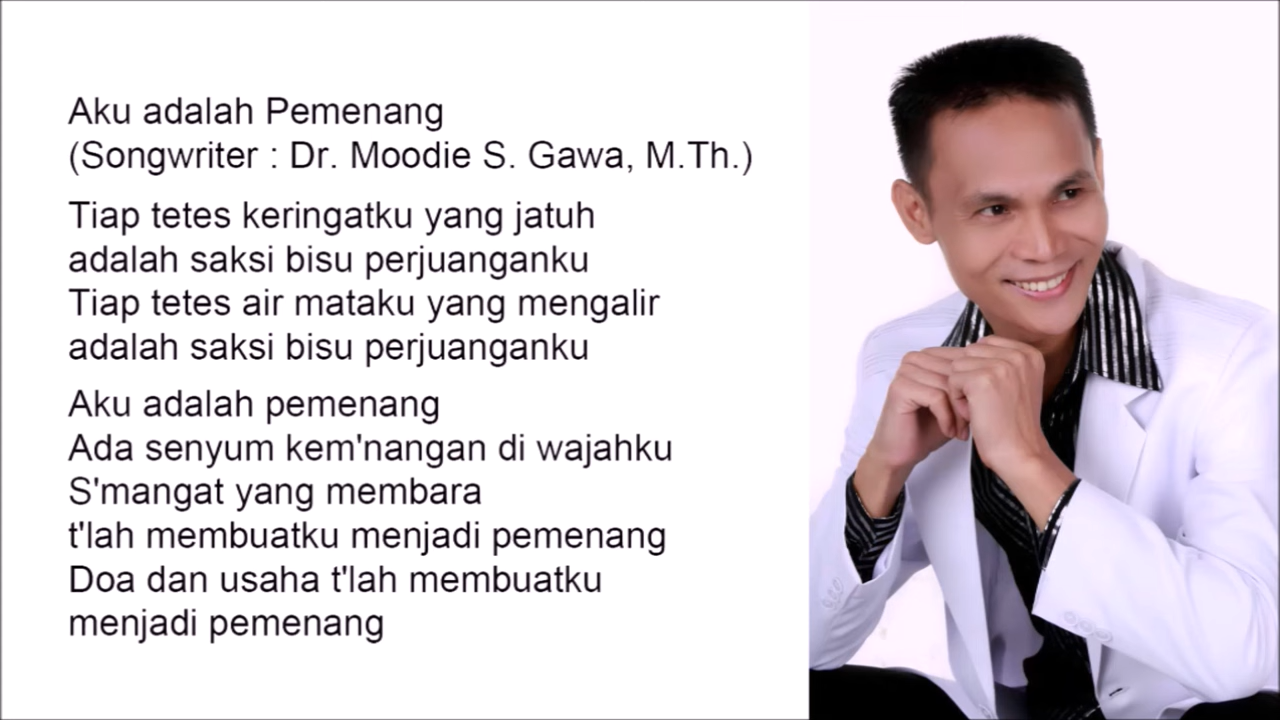 Aku adalah Pemenang
(Songwriter : Dr. Moodie S. Gawa, M.Th.)
Tiap tetes keringatku yang jatuh
adalah saksi bisu perjuanganku
Tiap tetes air mataku yang mengalir
adalah saksi bisu perjuanganku
Aku adalah pemenang
Ada senyum kem'nangan di wajahku
S'mangat yang membara
t'lah membuatku menjadi pemenang
Doa dan usaha t'lah membuatku
menjadi pemenang